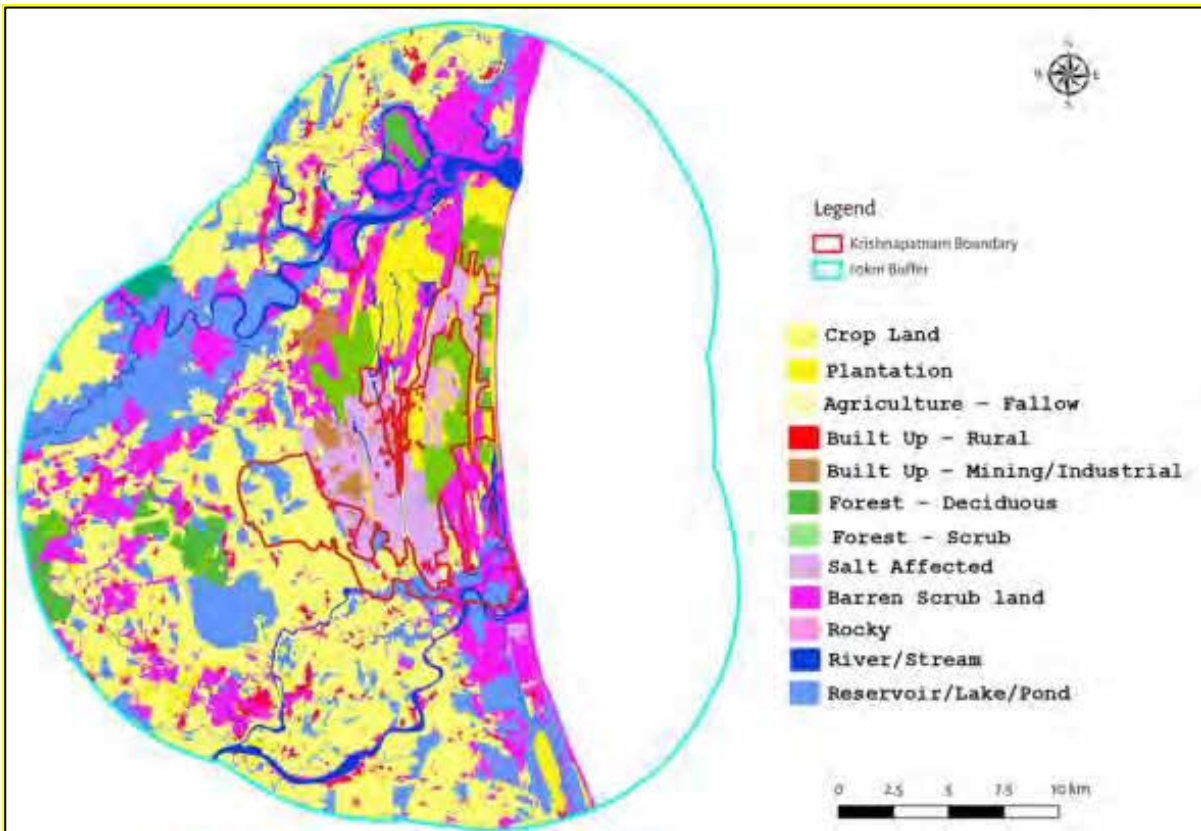 N
W E
S
Legend
Krishnapatnam Boundary
10km Buffer
Crop Land
Plantation
Agriculture – Fallow
Built Up – Rural
Built Up – Mining/Industrial
Forest – Deciduous
Forest – Scrub
Salt Affected
Barren Scrub land
Rocky
River/Stream
Reservoir/Lake/Pond
0 2.5 5 7.5 10 km